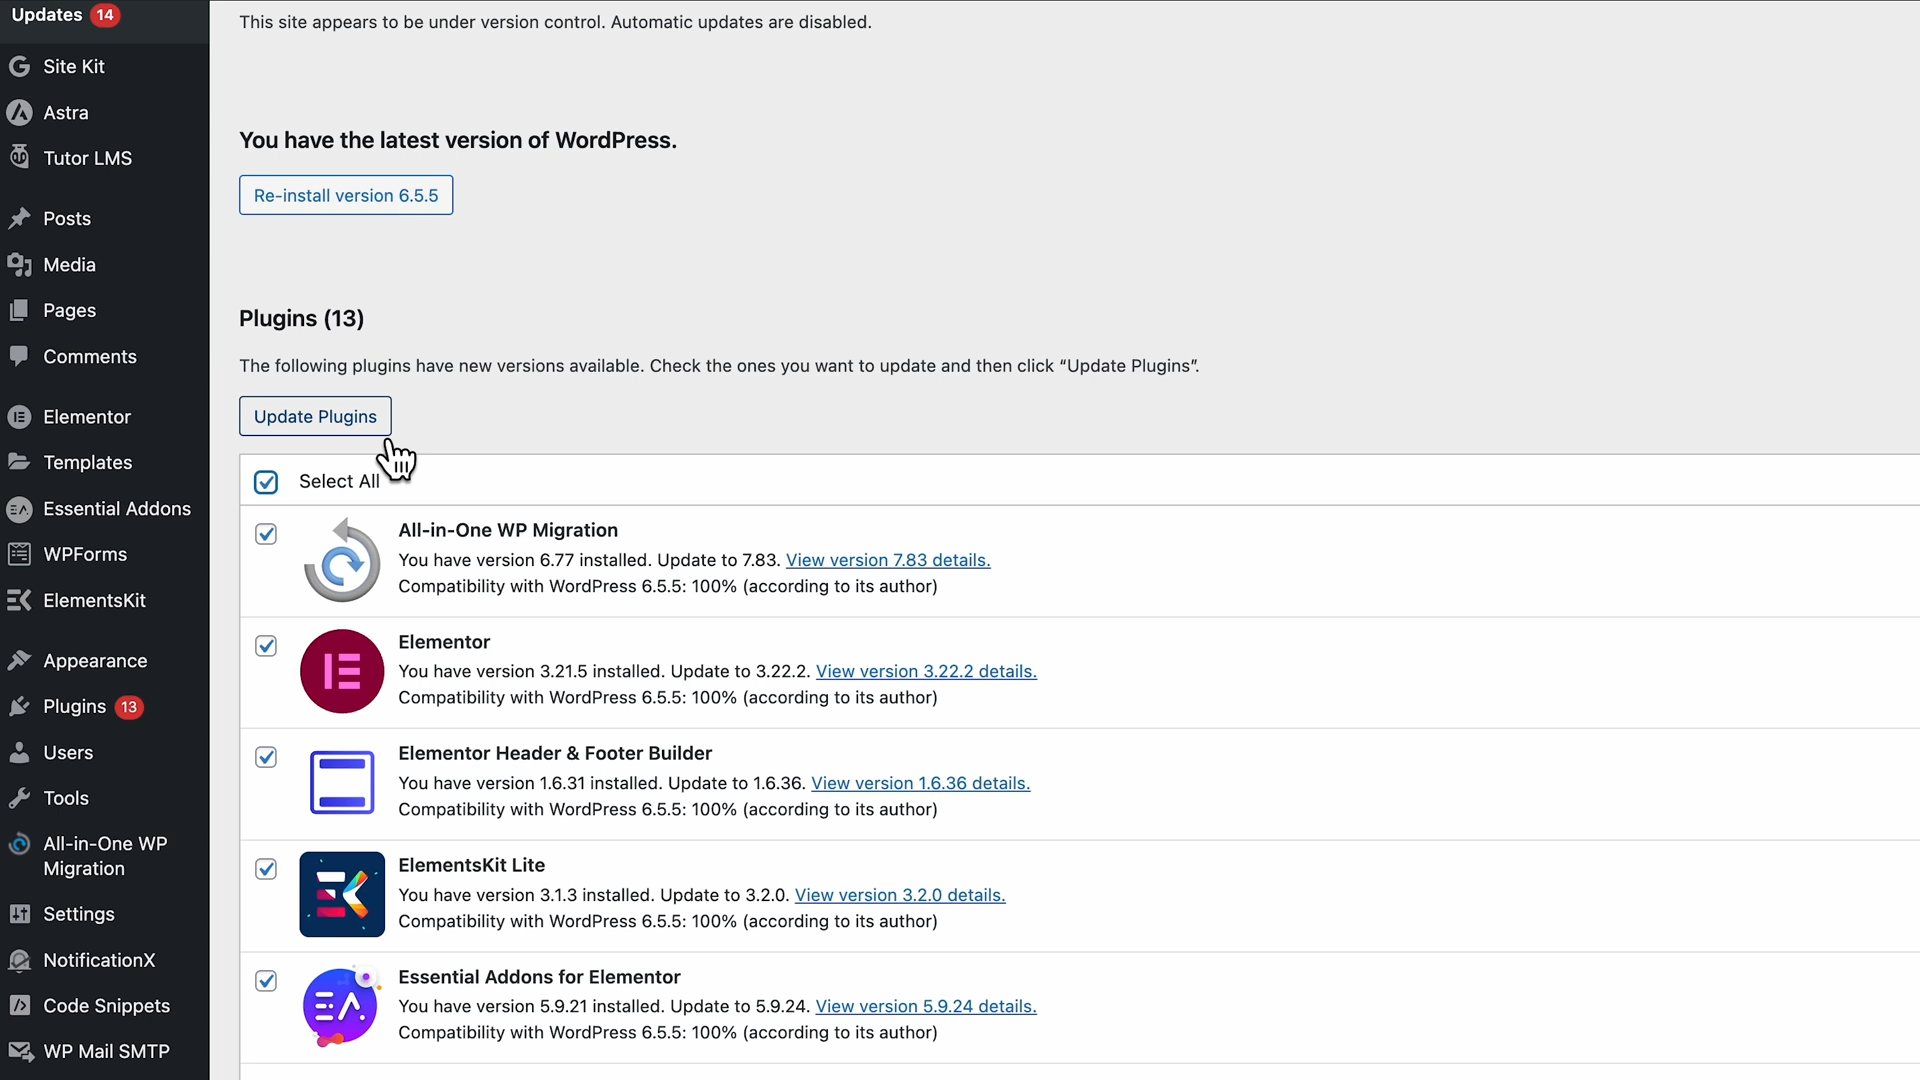 Updates 14
Site Kit
Astra
Tutor LMS
Posts
Media
Pages
Comments
Elementor
Templates
Essential Addons
WPForms
ElementsKit
Appearance
Plugins 13
Users
Tools
All-in-One WP
Migration
Settings
NotificationX
Code Snippets
WP Mail SMTP
This site appears to be under version control. Automatic updates are disabled.
You have the latest version of WordPress.
Re-install version 6.5.5
Plugins (13)
The following plugins have new versions available. Check the ones you want to update and then click “Update Plugins”.
Update Plugins
Select All
All-in-One WP Migration
You have version 6.77 installed. Update to 7.83. View version 7.83 details.
Compatibility with WordPress 6.5.5: 100% (according to its author)
Elementor
You have version 3.21.5 installed. Update to 3.22.2. View version 3.22.2 details.
Compatibility with WordPress 6.5.5: 100% (according to its author)
Elementor Header & Footer Builder
You have version 1.6.31 installed. Update to 1.6.36. View version 1.6.36 details.
Compatibility with WordPress 6.5.5: 100% (according to its author)
ElementsKit Lite
You have version 3.1.3 installed. Update to 3.2.0. View version 3.2.0 details.
Compatibility with WordPress 6.5.5: 100% (according to its author)
Essential Addons for Elementor
You have version 5.9.21 installed. Update to 5.9.24. View version 5.9.24 details.
Compatibility with WordPress 6.5.5: 100% (according to its author)